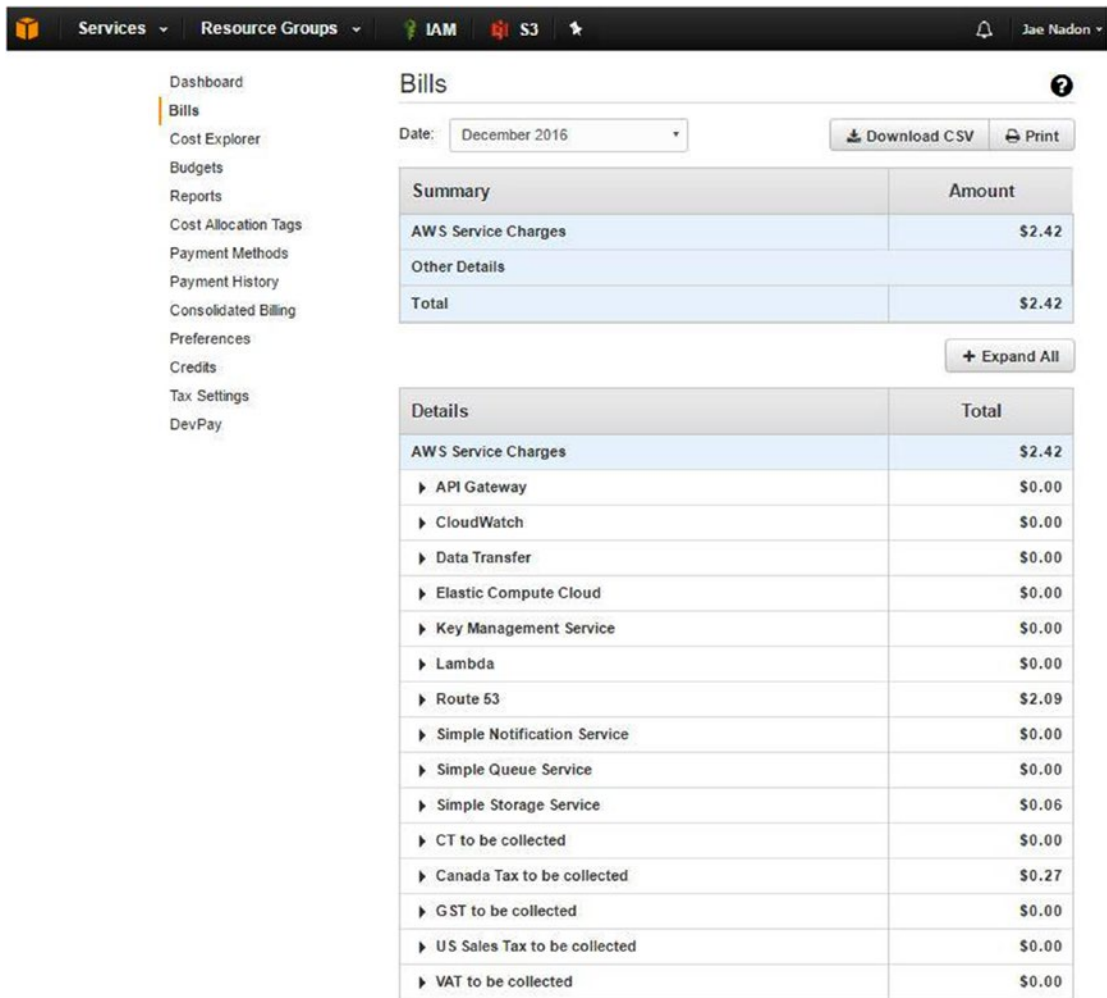 Services Resource Groups IAM S3 Jae Nadon
Dashboard
Bills
Cost Explorer
Budgets
Reports
Cost Allocation Tags
Payment Methods
Payment History
Consolidated Billing
Preferences
Credits
Tax Settings
DevPay
Bills
Date: December 2016 Download CSV Print
Summary Amount
AWS Service Charges $2.42
Other Details
Total $2.42
+ Expand All
Details Total
AWS Service Charges $2.42
API Gateway $0.00
CloudWatch $0.00
Data Transfer $0.00
Elastic Compute Cloud $0.00
Key Management Service $0.00
Lambda $0.00
Route 53 $2.09
Simple Notification Service $0.00
Simple Queue Service $0.00
Simple Storage Service $0.06
CT to be collected $0.00
Canada Tax to be collected $0.27
GST to be collected $0.00
US Sales Tax to be collected $0.00
VAT to be collected $0.00